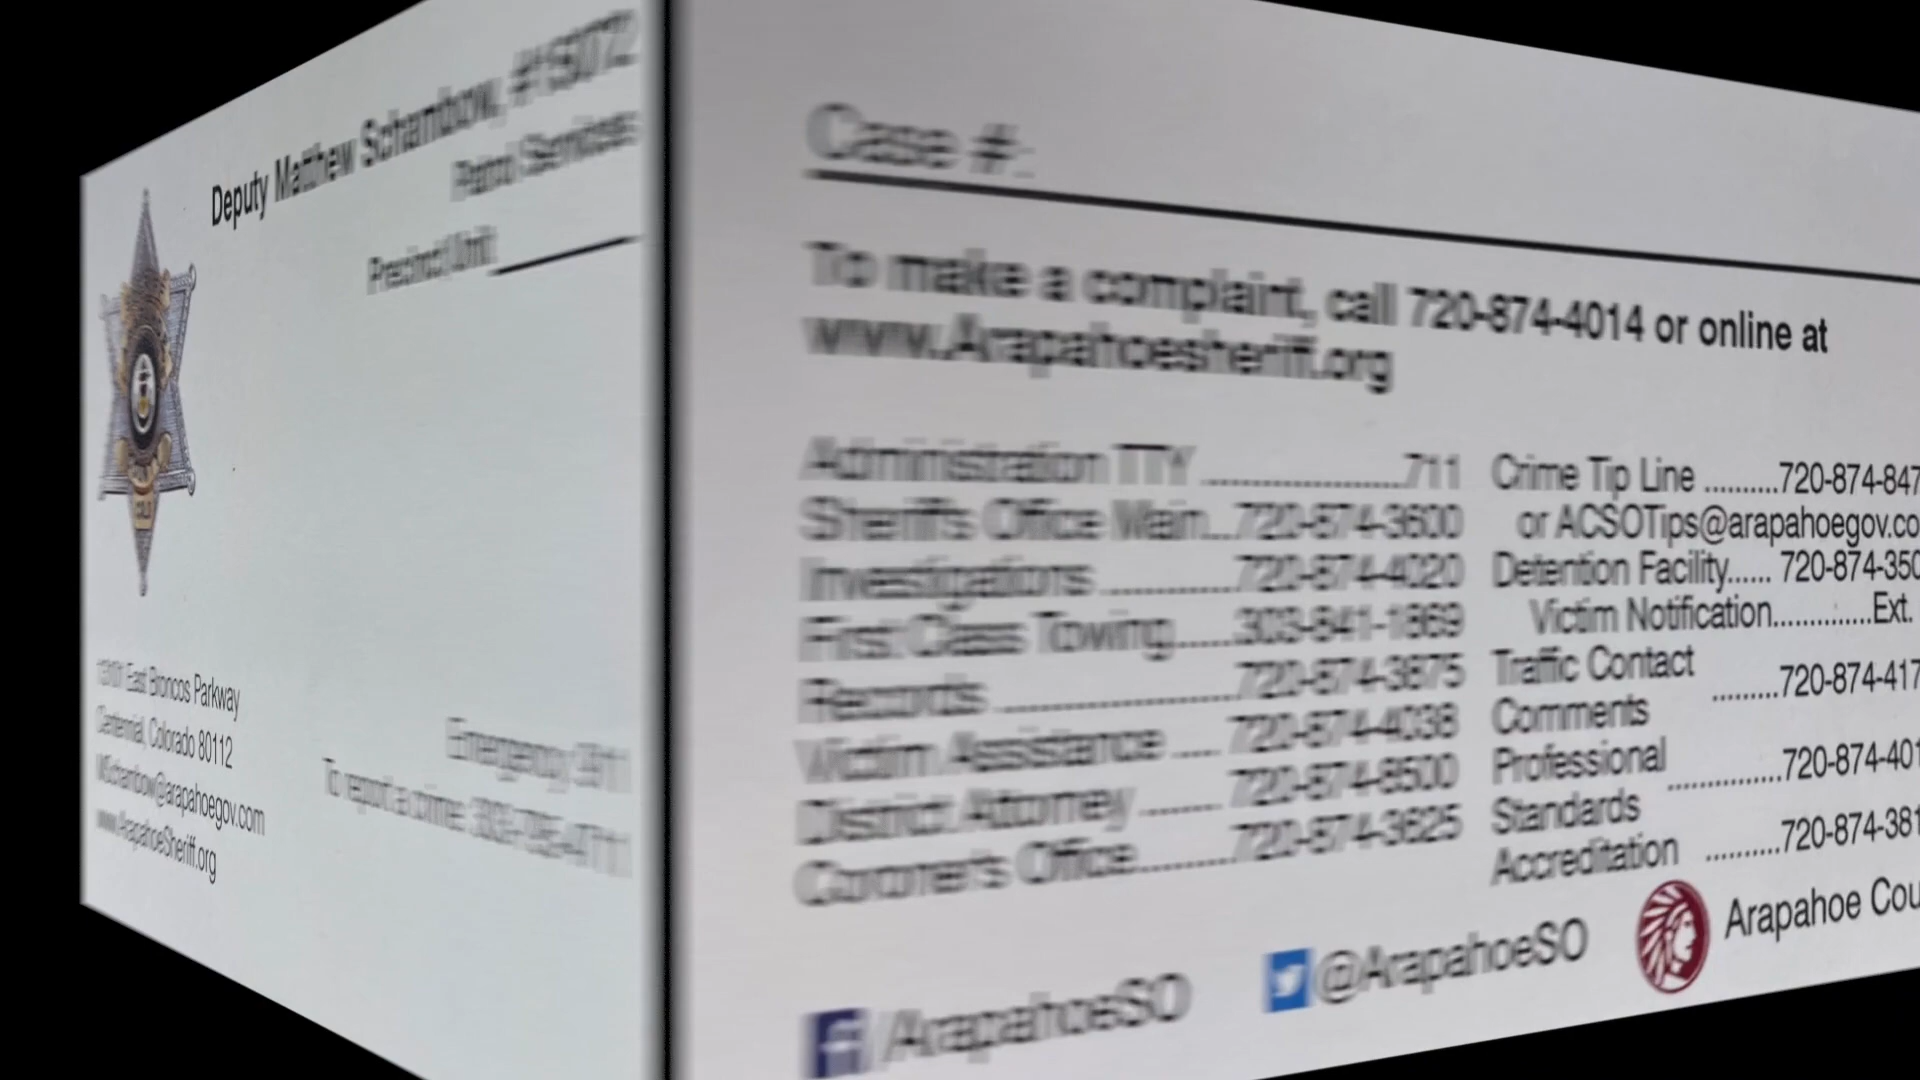 Deputy Matthew Schambow, #15072
Patrol Services
Precinct/Unit:
East Broncos Parkway
Centennial, Colorado 80112
MSchambow@arapahoegov.com
www.ArapahoeSheriff.org
Emergency: 911
To report a crime: 303-795-4711
Case #:
To make a complaint, call 720-874-4014 or online at
www.Arapahoesheriff.org
Administration TTY ....................711
Sheriff's Office Main...720-874-3600
Investigations ..............720-874-4020
First Class Towing......303-841-1869
Records .......................720-874-3875
Victim Assistance .... 720-874-4038
District Attorney ....... 720-874-8500
Coroner's Office..........720-874-3625
Crime Tip Line ..........720-874-847
or ACSOTips@arapahoegov.co
Detention Facility...... 720-874-350
Victim Notification.............Ext.
Traffic Contact
Comments .........720-874-417
Professional
Standards ..............720-874-401
Accreditation ..........720-874-381
/ArapahoeSO
@ArapahoeSO
Arapahoe Cou